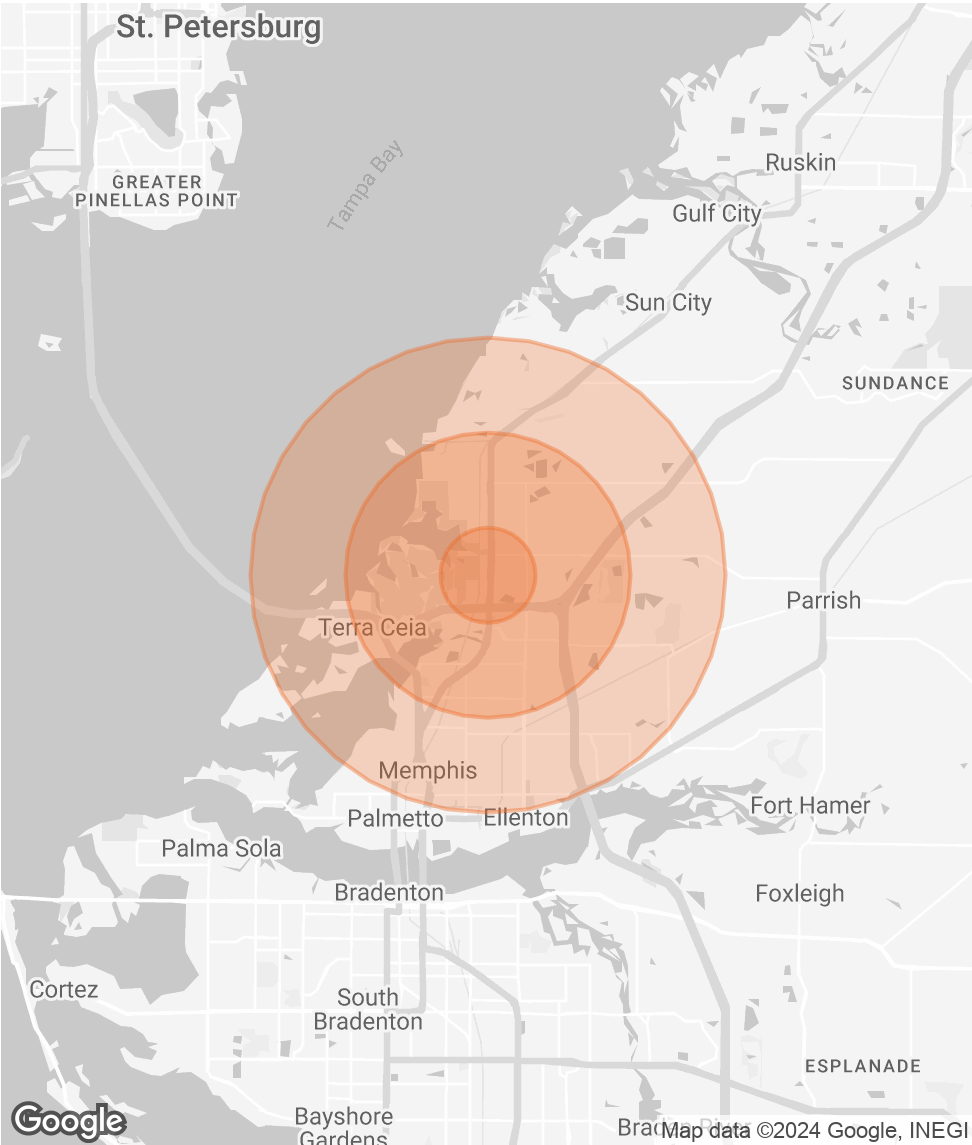 St. Petersburg
Tampa Bay
Ruskin
GREATER
PINELLAS POINT
Gulf City
Sun City
SUNDANCE
Parrish
Terra Ceia
Memphis
Fort Hamer
Palmetto
Ellenton
Palma Sola
Bradenton
Foxleigh
Cortez
South
Bradenton
ESPLANADE
Bayshore
Gardens
Google
Map data ©2024 Google, INEGI